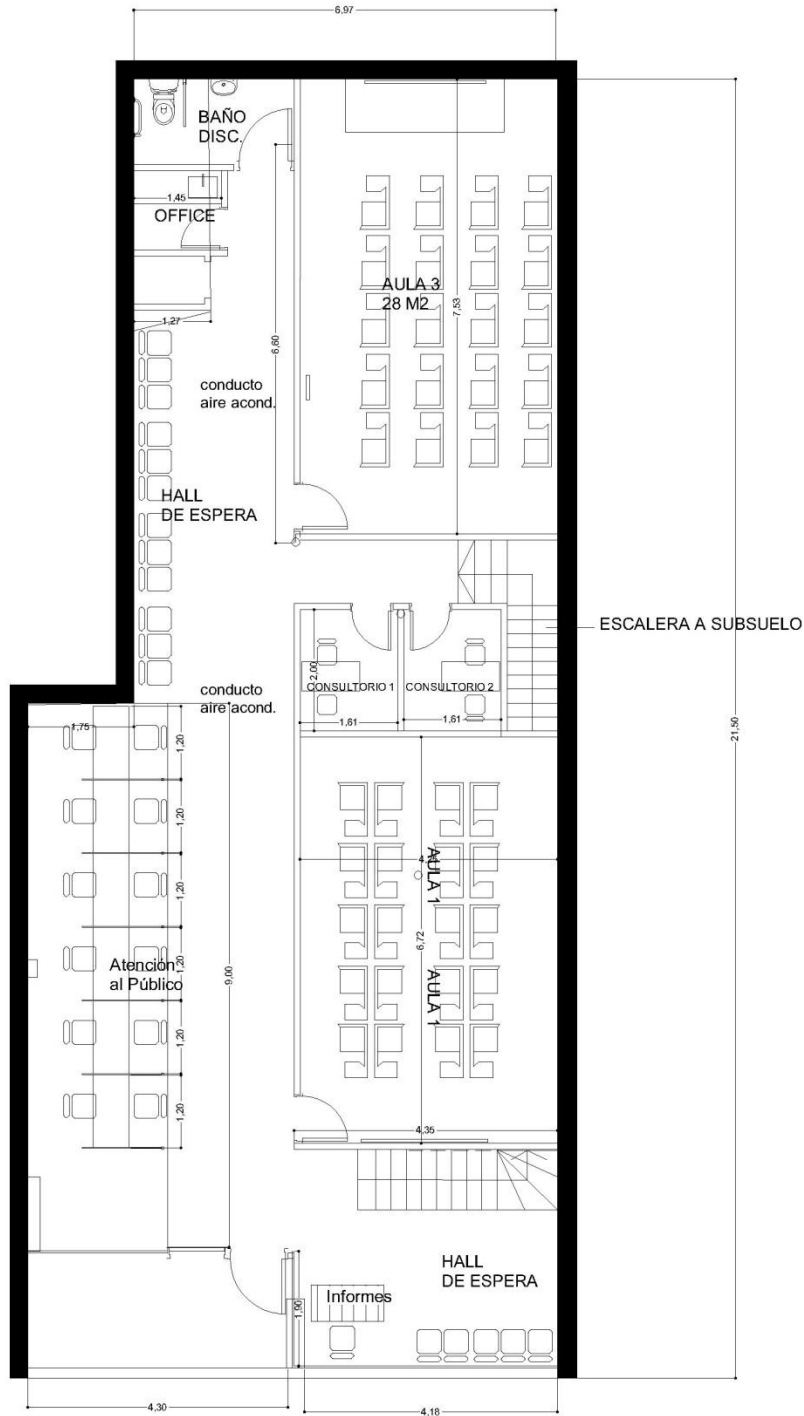 6,97
BAÑO
DISC.
1,45
OFFICE
1,27
AULA 3
28 M2
7,53
6,60
conducto
aire acond.
HALL
DE ESPERA
ESCALERA A SUBSUELO
2,00
CONSULTORIO 1
CONSULTORIO 2
1,61
1,61
conducto
aire acond.
1,75
21,50
1,20
1,20
1,20
1,20
1,20
1,20
AULA 1
6,72
AULA 1
Atención
al Público
9,00
4,35
HALL
DE ESPERA
Informes
1,90
4,30
4,18